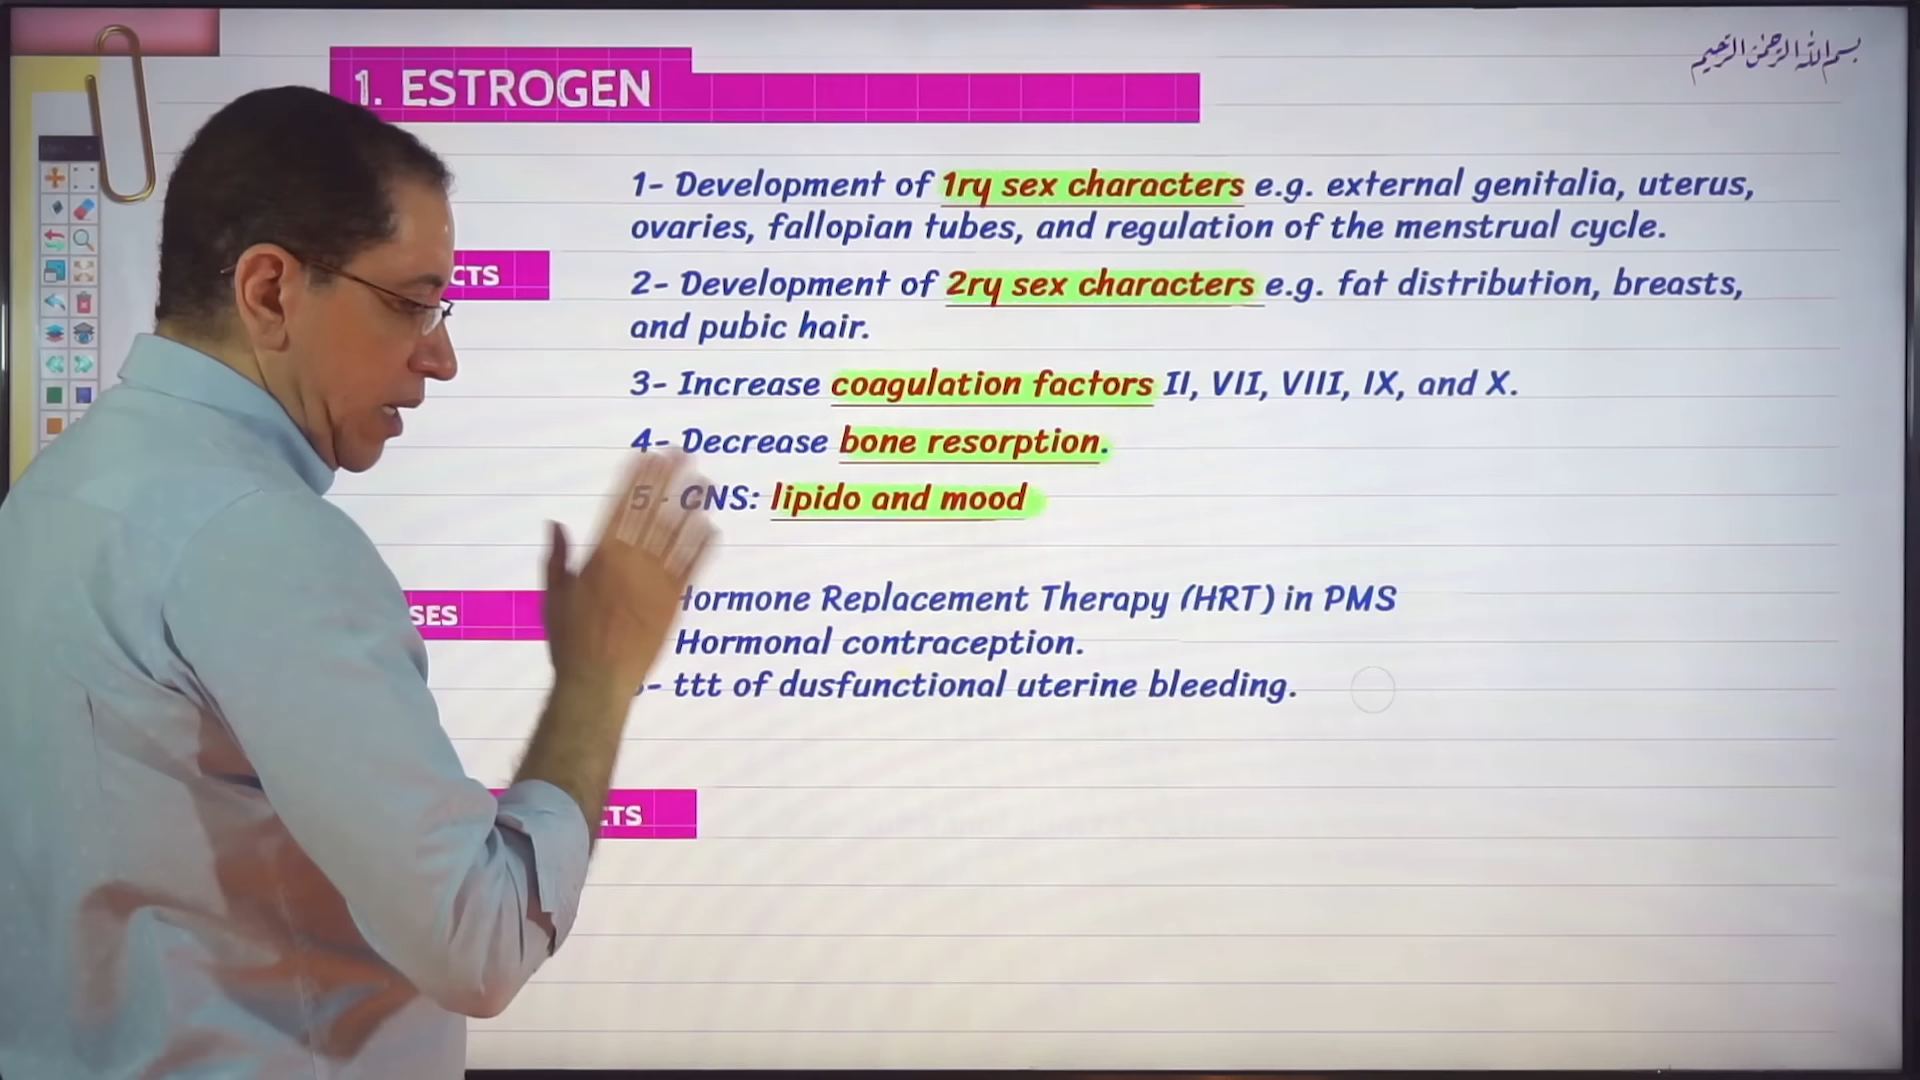 بسم الله الرحمن الرحيم
1. ESTROGEN
1- Development of 1ry sex characters e.g. external genitalia, uterus,
ovaries, fallopian tubes, and regulation of the menstrual cycle.
CTS
2- Development of 2ry sex characters e.g. fat distribution, breasts,
and pubic hair.
3- Increase coagulation factors II, VII, VIII, IX, and X.
4- Decrease bone resorption.
5- CNS: lipido and mood
SES
Hormone Replacement Therapy (HRT) in PMS
Hormonal contraception.
- ttt of dusfunctional uterine bleeding.
CTS